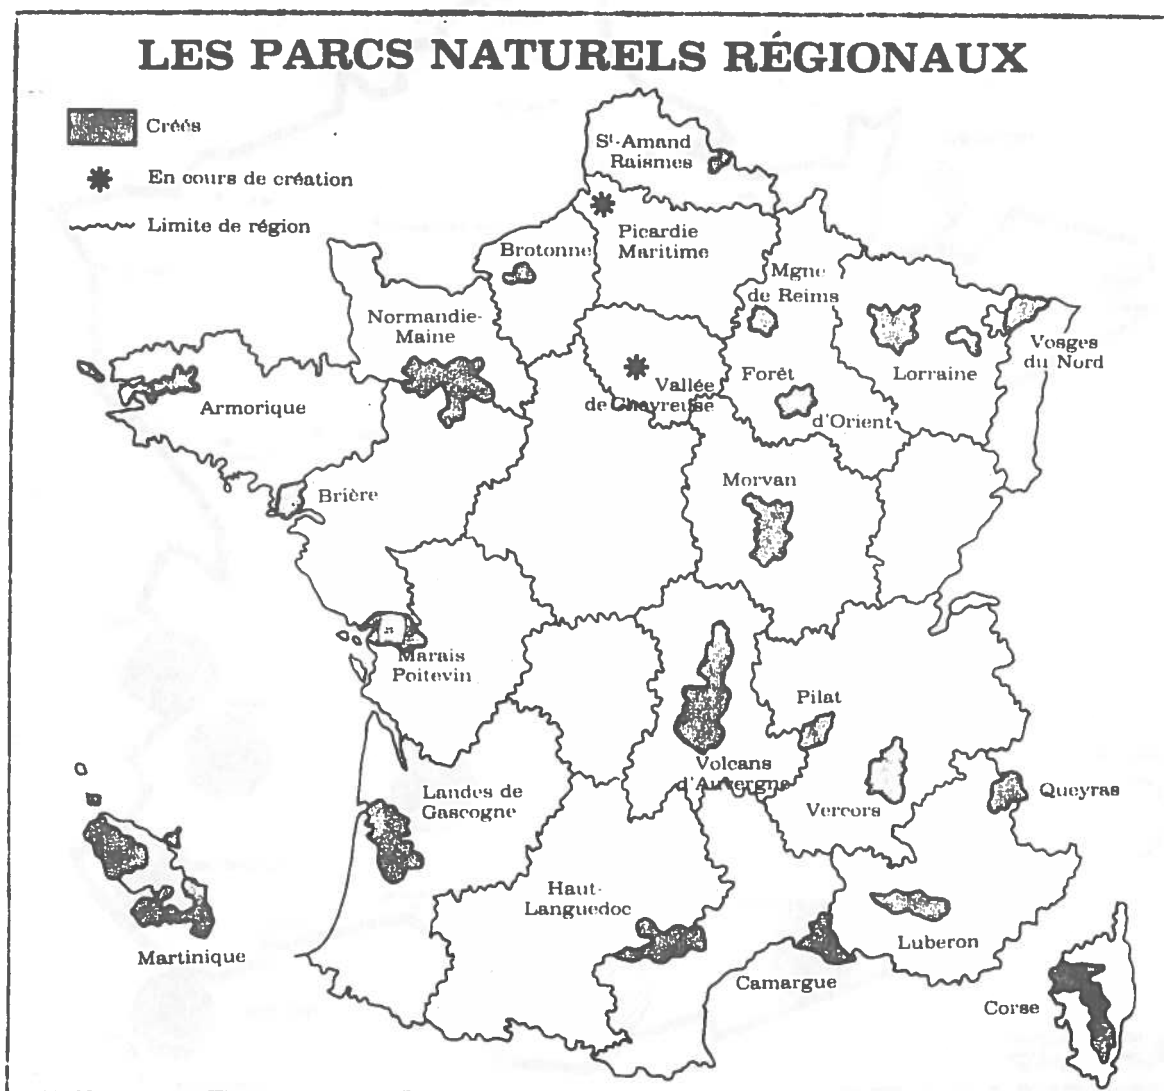 LES PARCS NATURELS RÉGIONAUX
Créés
En cours de création
Limite de région
St-Amand
Raismes
Picardie
Maritime
Brotonne
Mgne
de Reims
Normandie-
Maine
Vosges
du Nord
Lorraine
Vallée
de Chevreuse
Forêt
d'Orient
Armorique
Morvan
Brière
Marais
Poitevin
Pilat
Volcans
d'Auvergne
Landes de
Gascogne
Vercors
Queyras
Haut-
Languedoc
Luberon
Martinique
Camargue
Corse